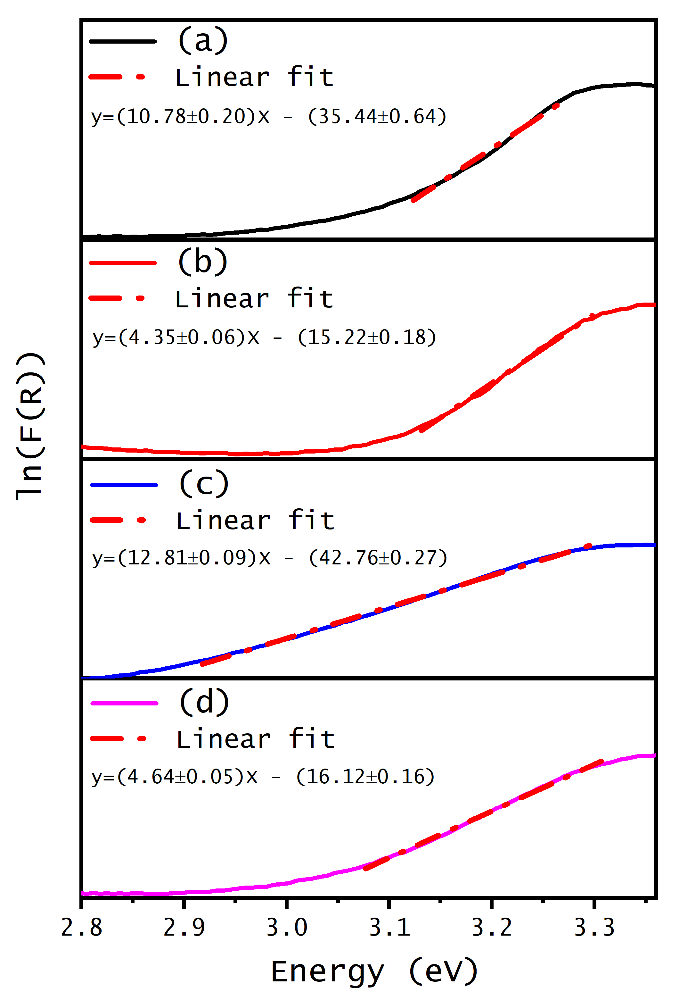 (a)
Linear fit
y=(10.78±0.20)X - (35.44±0.64)
(b)
Linear fit
y=(4.35±0.06)X - (15.22±0.18)
ln(F(R))
(c)
Linear fit
y=(12.81±0.09)X - (42.76±0.27)
(d)
Linear fit
y=(4.64±0.05)X - (16.12±0.16)
2.8 2.9 3.0 3.1 3.2 3.3
Energy (eV)